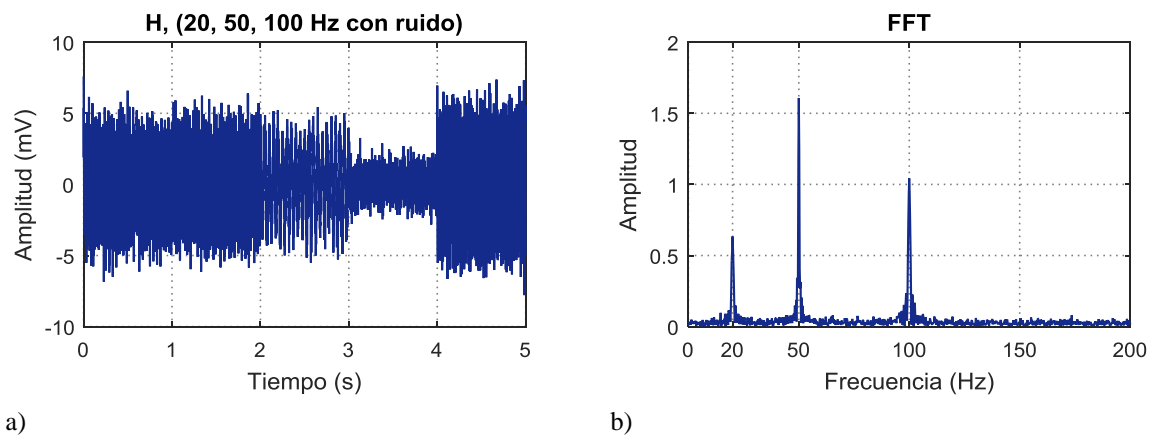 H, (20, 50, 100 Hz con ruido)
10
5
0
-5
-10
Amplitud (mV)
0 1 2 3 4 5
Tiempo (s)
a)
FFT
2
1.5
1
0.5
0
Amplitud
0 20 50 100 150 200
Frecuencia (Hz)
b)